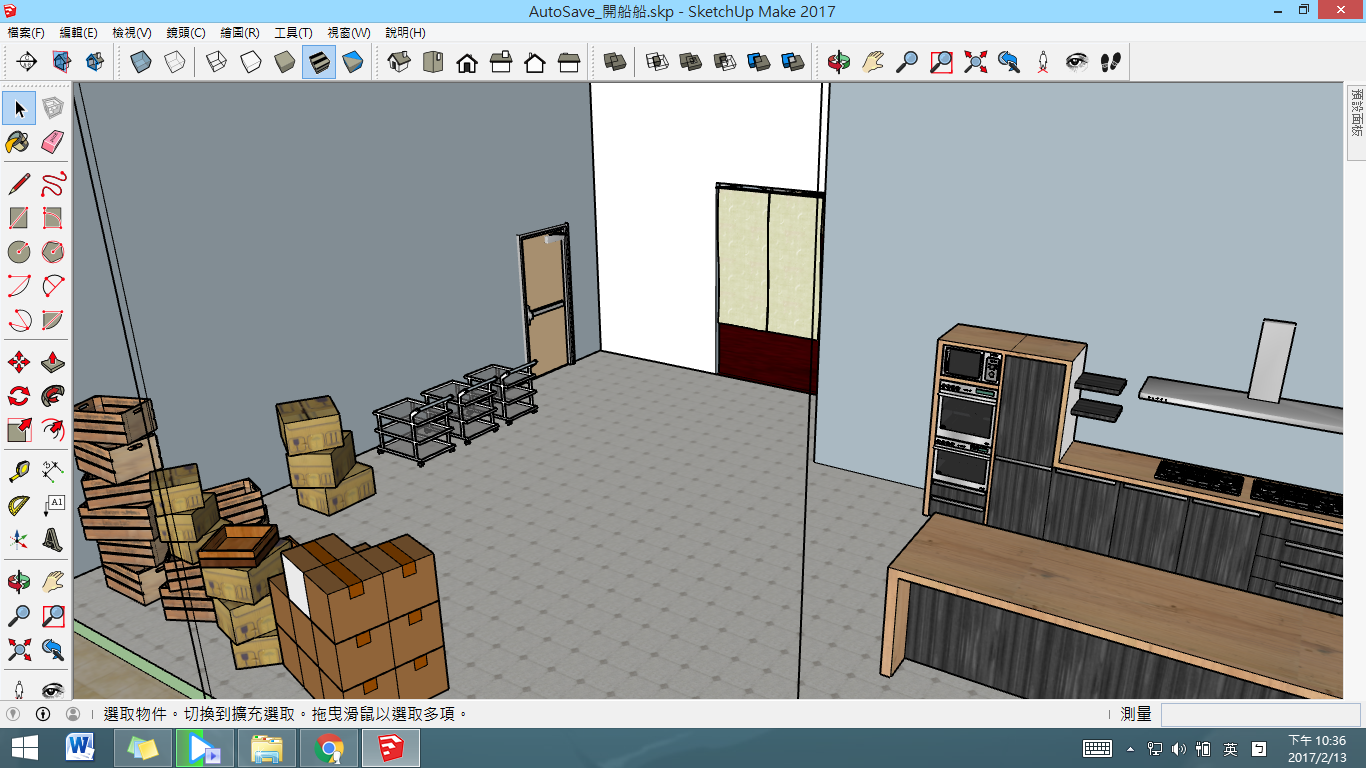 AutoSave_開船船.skp - SketchUp Make 2017
檔案(F) 編輯(E) 檢視(V) 鏡頭(C) 繪圖(R) 工具(T) 視窗(W) 說明(H)
預設面板
A1
選取物件。切換到擴充選取。拖曳滑鼠以選取多項。
測量
英
下午 10:36
2017/2/13